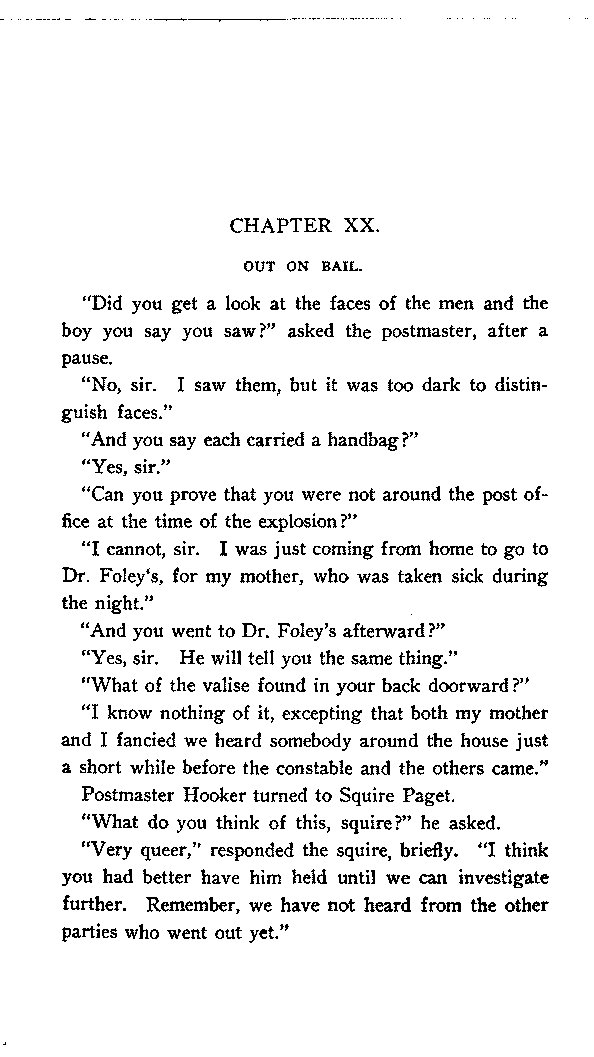 CHAPTER XX.
OUT ON BAIL.
"Did you get a look at the faces of the men and the
boy you say you saw?" asked the postmaster, after a
pause.
"No, sir. I saw them, but it was too dark to distin-
guish faces."
"And you say each carried a handbag?"
"Yes, sir."
"Can you prove that you were not around the post of-
fice at the time of the explosion?"
"I cannot, sir. I was just coming from home to go to
Dr. Foley's, for my mother, who was taken sick during
the night."
"And you went to Dr. Foley's afterward?"
"Yes, sir. He will tell you the same thing."
"What of the valise found in your back doorward?"
"I know nothing of it, excepting that both my mother
and I fancied we heard somebody around the house just
a short while before the constable and the others came."
Postmaster Hooker turned to Squire Paget.
"What do you think of this, squire?" he asked.
"Very queer," responded the squire, briefly. "I think
you had better have him held until we can investigate
further. Remember, we have not heard from the other
parties who went out yet."